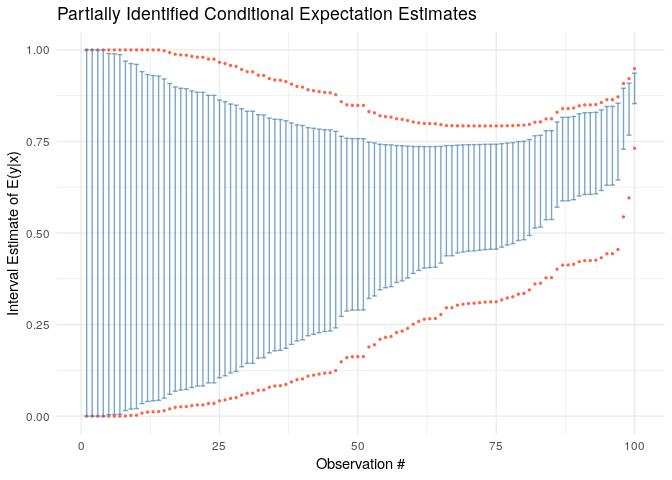 Partially Identified Conditional Expectation Estimates
Interval Estimate of E(y|x)
1.00
0.75
0.50
0.25
0.00
0 25 50 75 100
Observation #